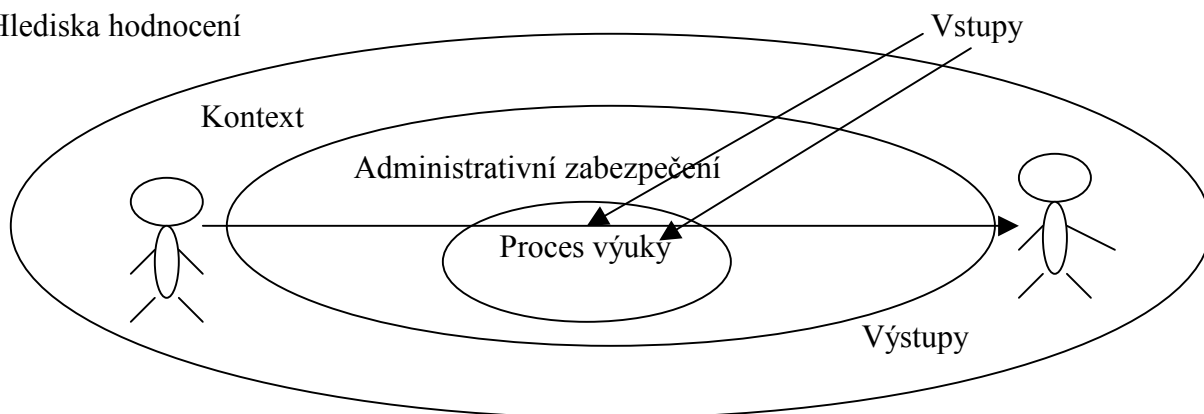 Hlediska hodnocení
Vstupy
Kontext
Administrativní zabezpečení
Proces výuky
Výstupy